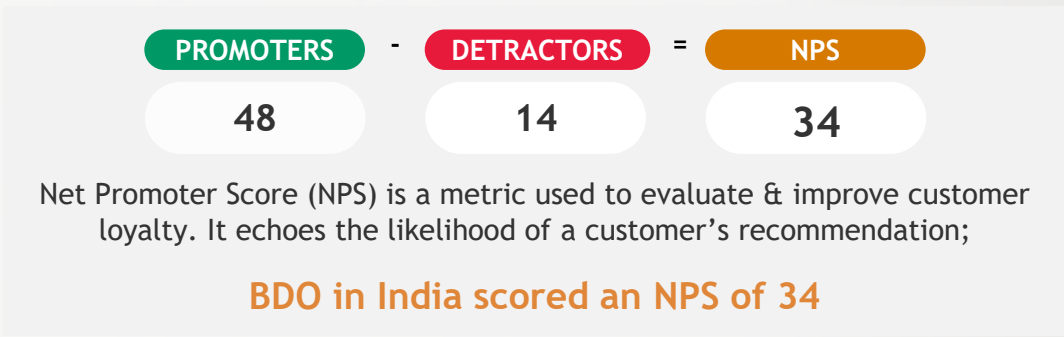 PROMOTERS - DETRACTORS = NPS
48 14 34
Net Promoter Score (NPS) is a metric used to evaluate & improve customer
loyalty. It echoes the likelihood of a customer’s recommendation;
BDO in India scored an NPS of 34